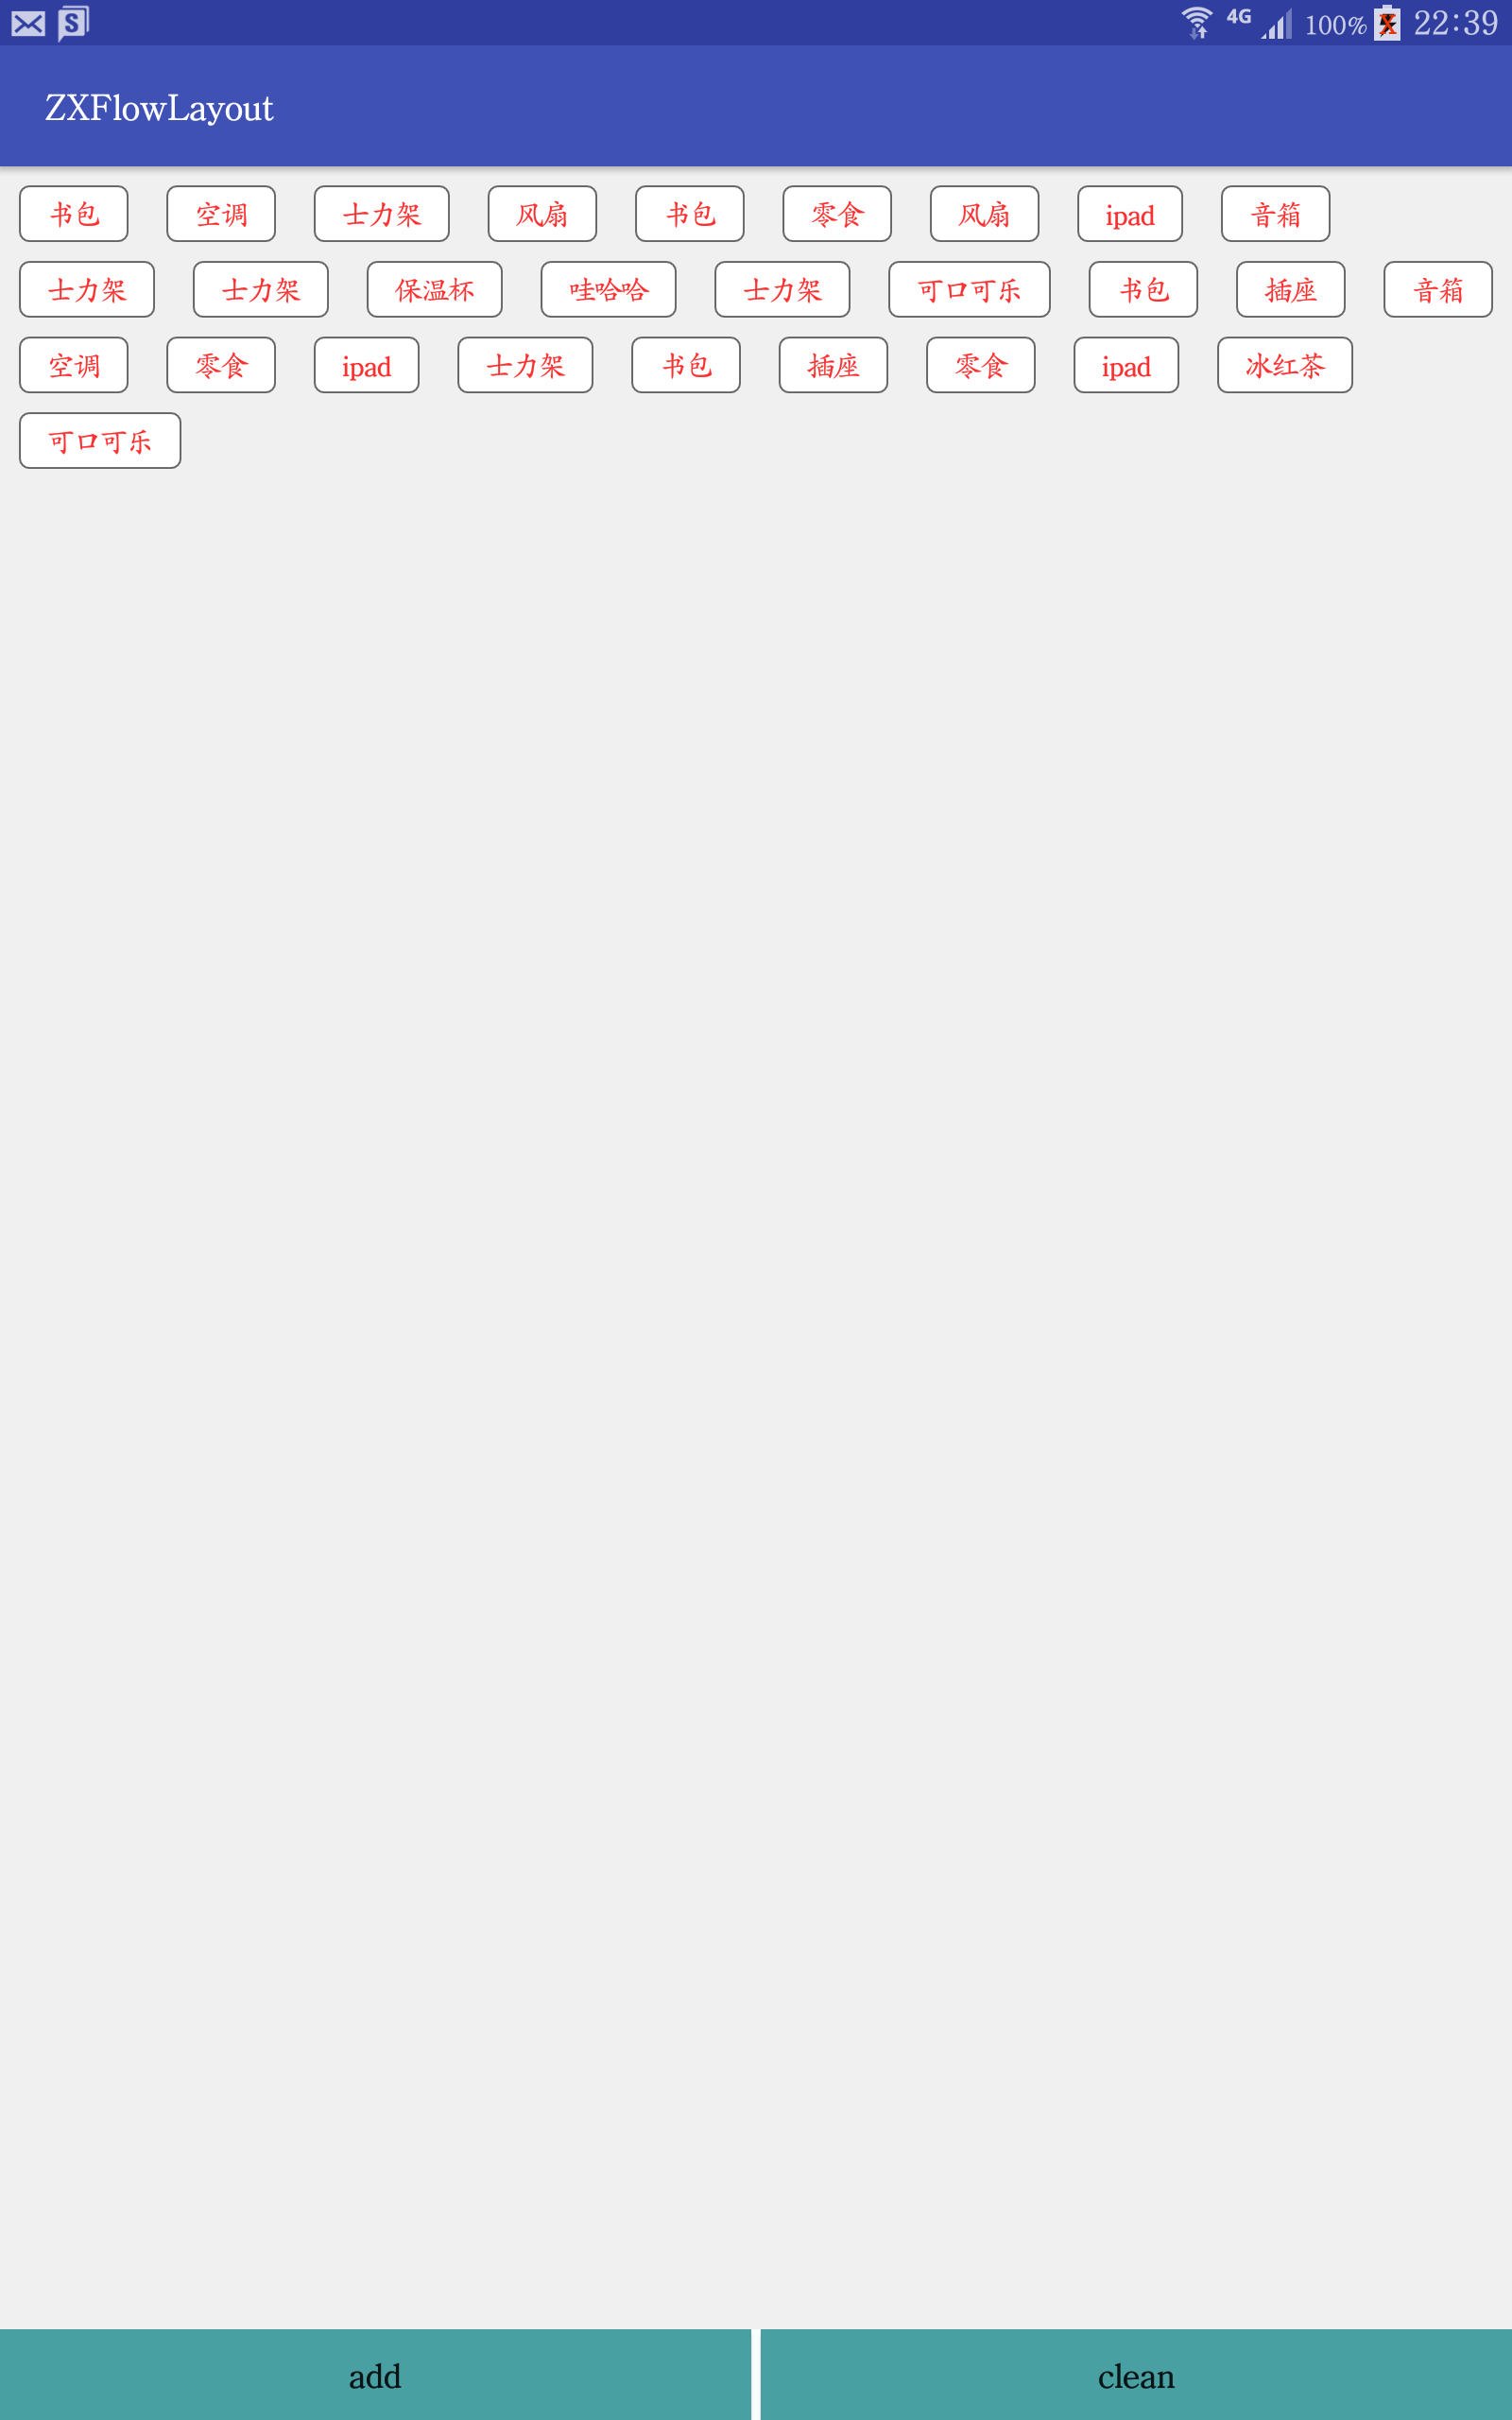 4G 100% 22:39
ZXFlowLayout
书包 空调 士力架 风扇 书包 零食 风扇 ipad 音箱
士力架 士力架 保温杯 哇哈哈 士力架 可口可乐 书包 插座 音箱
空调 零食 ipad 士力架 书包 插座 零食 ipad 冰红茶
可口可乐
add clean